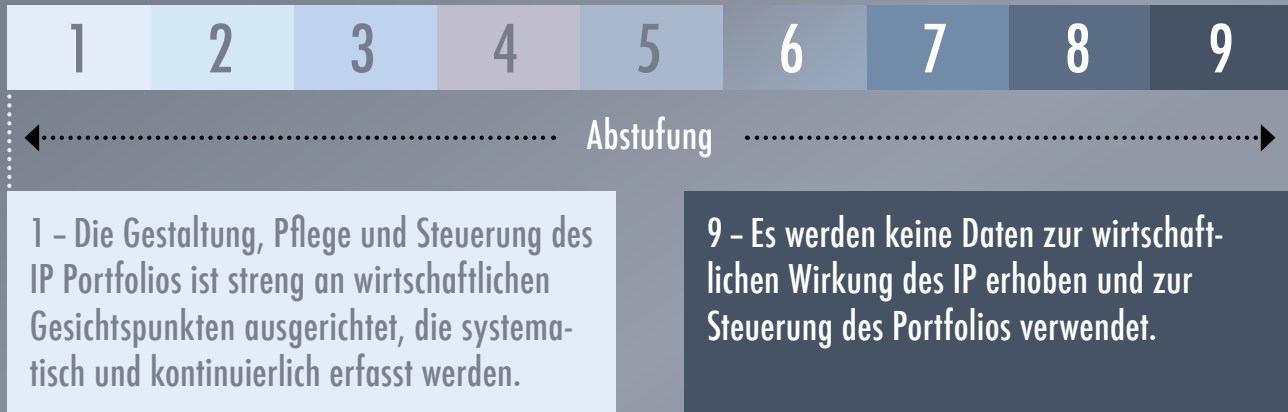 1 2 3 4 5 6 7 8 9
Abstufung
1 – Die Gestaltung, Pflege und Steuerung des
IP Portfolios ist streng an wirtschaftlichen
Gesichtspunkten ausgerichtet, die systema-
tisch und kontinuierlich erfasst werden.
9 – Es werden keine Daten zur wirtschaft-
lichen Wirkung des IP erhoben und zur
Steuerung des Portfolios verwendet.